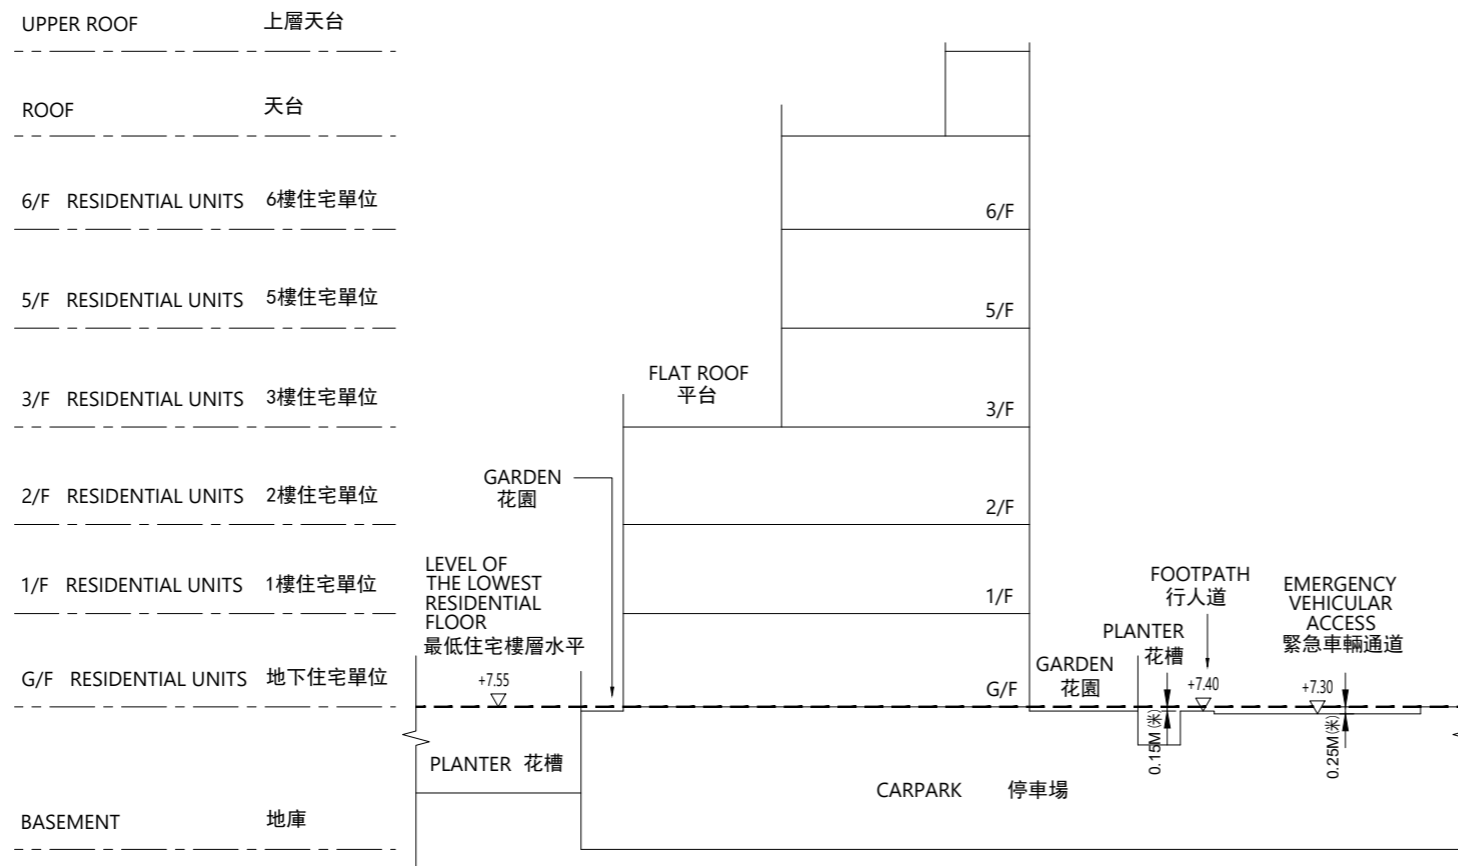 UPPER ROOF 上層天台
ROOF 天台
6/F RESIDENTIAL UNITS 6樓住宅單位
5/F RESIDENTIAL UNITS 5樓住宅單位
3/F RESIDENTIAL UNITS 3樓住宅單位
2/F RESIDENTIAL UNITS 2樓住宅單位
1/F RESIDENTIAL UNITS 1樓住宅單位
G/F RESIDENTIAL UNITS 地下住宅單位
BASEMENT 地庫
6/F
5/F
FLAT ROOF
平台
3/F
GARDEN
花園
2/F
LEVEL OF
THE LOWEST
RESIDENTIAL
FLOOR
最低住宅樓層水平
+7.55
1/F
G/F
GARDEN
花園
PLANTER
花槽
FOOTPATH
行人道
+7.40
EMERGENCY
VEHICULAR
ACCESS
緊急車輛通道
+7.30
0.15M (米)
0.25M(米)
PLANTER 花槽
CARPARK 停車場